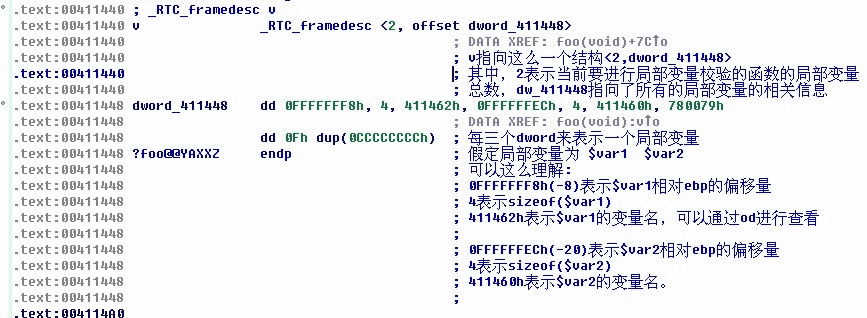 .text:00411440 ; _RTC_framedesc v
.text:00411440 v _RTC_framedesc <2, offset dword_411448>
.text:00411440 ; DATA XREF: foo(void)+7C↑o
.text:00411440 ; v指向这么一个结构<2,dword_411448>
.text:00411440 ; 其中，2表示当前要进行局部变量校验的函数的局部变量
.text:00411440 ; 总数，dw_411448指向了所有的局部变量的相关信息
.text:00411448 dword_411448 dd 0FFFFFFF8h, 4, 411462h, 0FFFFFFECh, 4, 411460h, 780079h
.text:00411448 ; DATA XREF: foo(void):v↑o
.text:00411448 dd 0Fh dup(0CCCCCCCCh) ; 每三个dword来表示一个局部变量
.text:00411448 ?foo@@YAXXZ endp ; 假定局部变量为 $var1 $var2
.text:00411448 ; 可以这么理解:
.text:00411448 ; 0FFFFFFF8h(-8)表示$var1相对ebp的偏移量
.text:00411448 ; 4表示sizeof($var1)
.text:00411448 ; 411462h表示$var1的变量名，可以通过od进行查看
.text:00411448 ;
.text:00411448 ; 0FFFFFFECh(-20)表示$var2相对ebp的偏移量
.text:00411448 ; 4表示sizeof($var2)
.text:00411448 ; 411460h表示$var2的变量名。
.text:00411448 ;
.text:004114A0